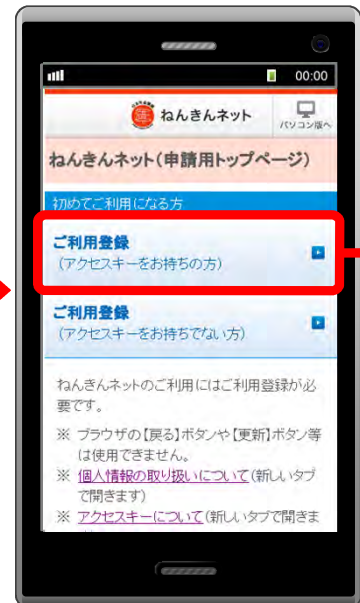 00:00
ねんきんネット
パソコン版へ
ねんきんネット(申請用トップページ)
初めてご利用になる方
ご利用登録
(アクセスキーをお持ちの方)
ご利用登録
(アクセスキーをお持ちでない方)
ねんきんネットのご利用にはご利用登録が必
要です。
※ ブラウザの【戻る】ボタンや【更新】ボタン等
は使用できません。
※ 個人情報の取り扱いについて(新しいタブ
で開きます)
※ アクセスキーについて(新しいタブで開きま